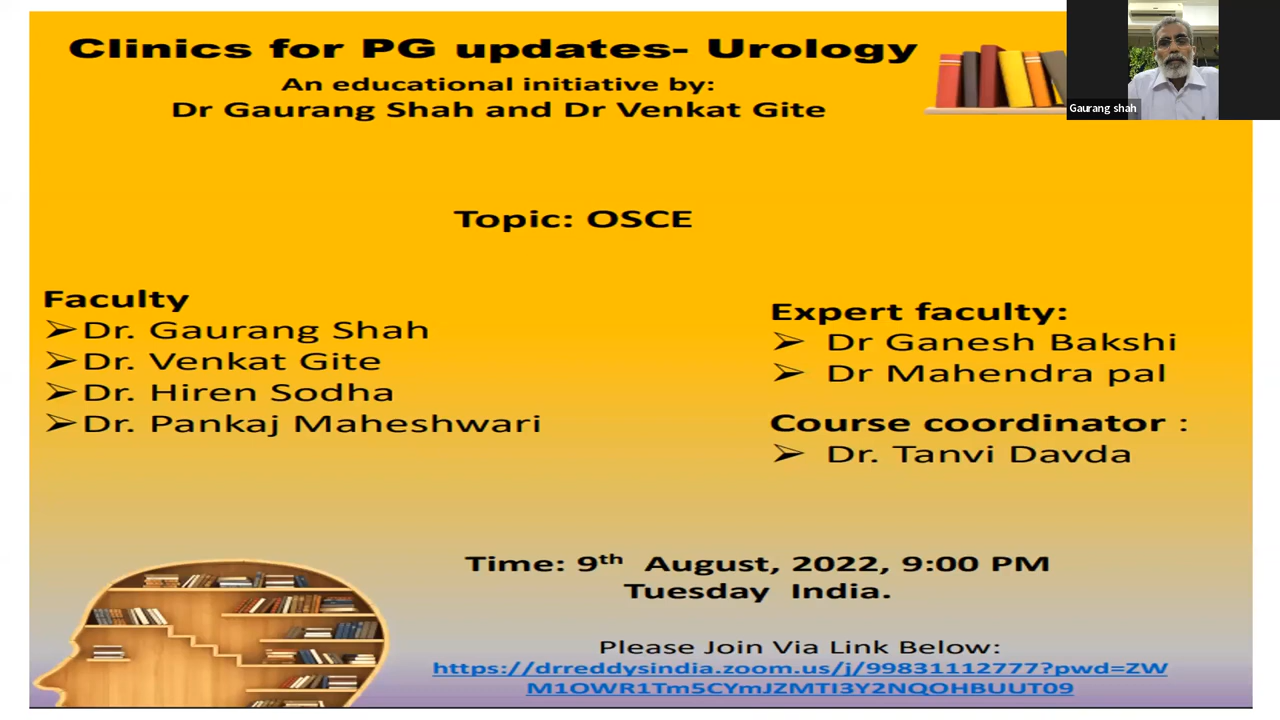 Clinics for PG updates- Urology
An educational initiative by:
Dr Gaurang Shah and Dr Venkat Gite
Gaurang shah
Topic: OSCE
Faculty
➢Dr. Gaurang Shah
➢Dr. Venkat Gite
➢Dr. Hiren Sodha
➢Dr. Pankaj Maheshwari
Expert faculty:
➢ Dr Ganesh Bakshi
➢ Dr Mahendra pal
Course coordinator :
➢ Dr. Tanvi Davda
Time: 9th August, 2022, 9:00 PM
Tuesday India.
Please Join Via Link Below:
https://drreddysindia.zoom.us/j/99831112777?pwd=ZW
M1OWR1Tm5CYmJZMTI3Y2NQOHBUUT09